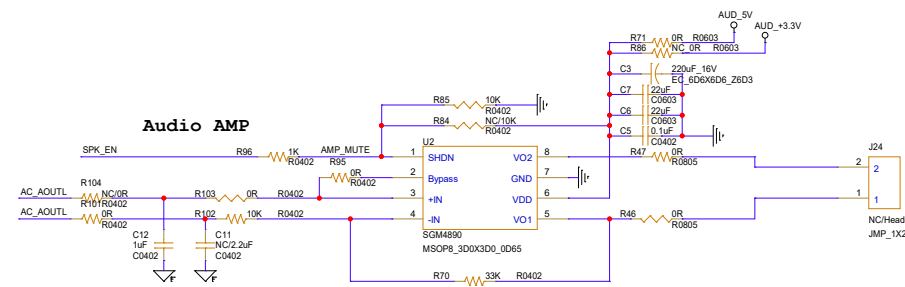 AUD_5V
AUD_+3.3V
R71 0R R0603
R86 NC_0R R0603
C3 220uF_16V
EC_6D6X6D6_Z6D3
C7 22uF
C0603
C6 22uF
C0603
C5 0.1uF
C0402
R85 10K
R0402
R84 NC/10K
R0402
Audio AMP
SPK_EN
R96 1K
R0402
AMP_MUTE
R95
0R
R0402
U2
1 SHDN VO2 8
2 Bypass GND 7
3 +IN VDD 6
4 -IN VO1 5
SGM4890
MSOP8_3D0X3D0_0D65
R47 0R
R0805
J24
2 2
1 1
NC/Head
JMP_1X2
R46 0R
R0805
AC_AOUTL
R104
NC/0R
R0402
R103 0R R0402
AC_AOUTL
R101
0R
R0402
R102 10K R0402
C12
1uF
C0402
C11
NC/2.2uF
C0402
R70 33K R0402